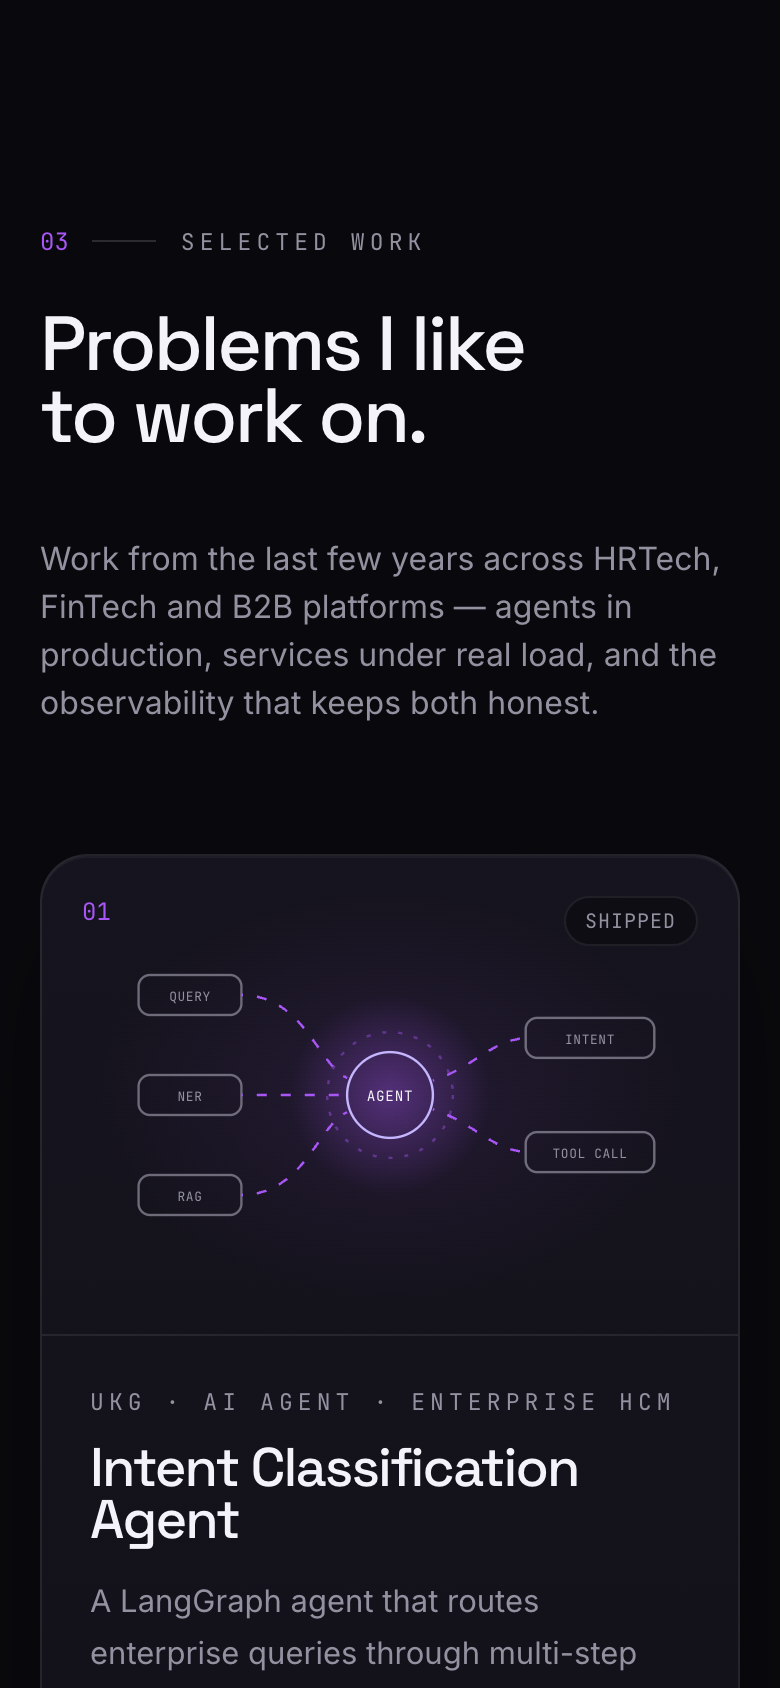 03 SELECTED WORK
Problems I like
to work on.
Work from the last few years across HRTech,
FinTech and B2B platforms — agents in
production, services under real load, and the
observability that keeps both honest.
01
SHIPPED
QUERY
INTENT
NER
AGENT
TOOL CALL
RAG
UKG · AI AGENT · ENTERPRISE HCM
Intent Classification
Agent
A LangGraph agent that routes
enterprise queries through multi-step